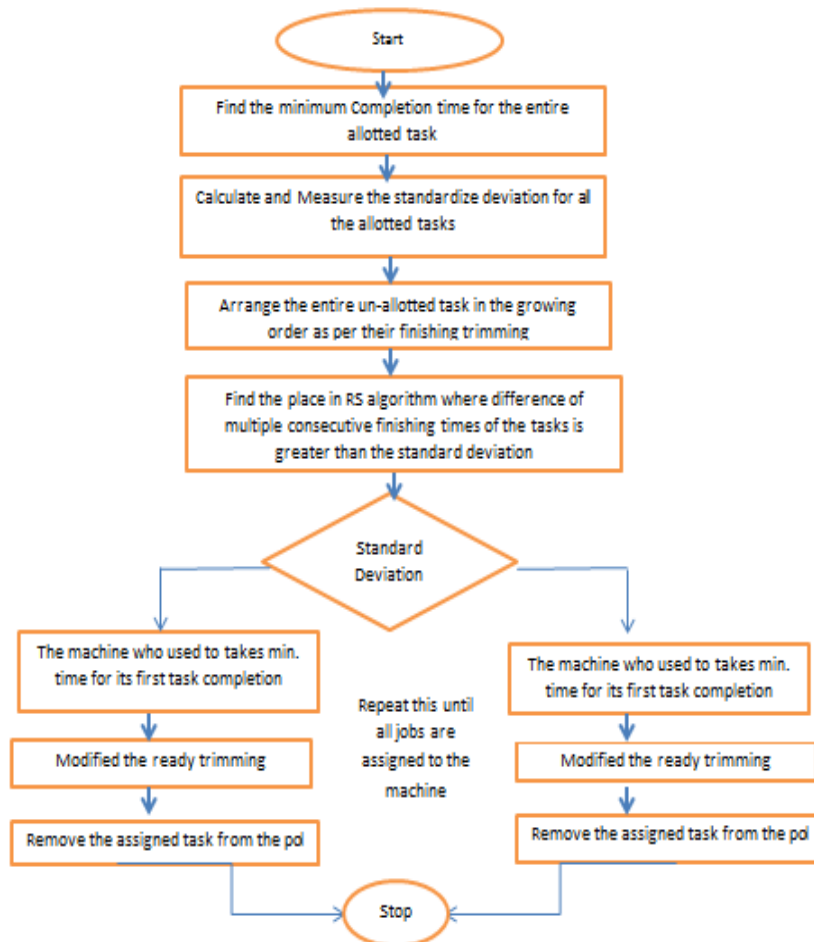 Start
Find the minimum Completion time for the entire
allotted task
Calculate and Measure the standardize deviation for all
the allotted tasks
Arrange the entire un-allotted task in the growing
order as per their finishing trimming
Find the place in RS algorithm where difference of
multiple consecutive finishing times of the tasks is
greater than the standard deviation
Standard
Deviation
The machine who used to takes min.
time for its first task completion
Modified the ready trimming
Remove the assigned task from the pol
Repeat this until
all jobs are
assigned to the
machine
The machine who used to takes min.
time for its first task completion
Modified the ready trimming
Remove the assigned task from the pol
Stop